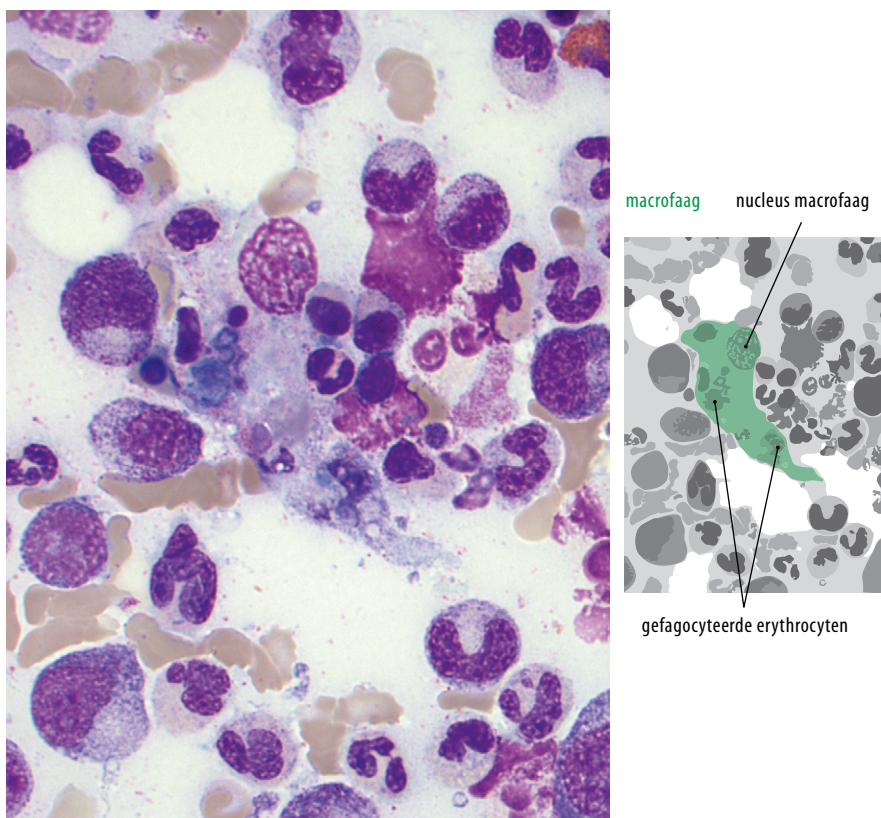 macrofaag
nucleus macrofaag
gefagocyteerde erythrocyten